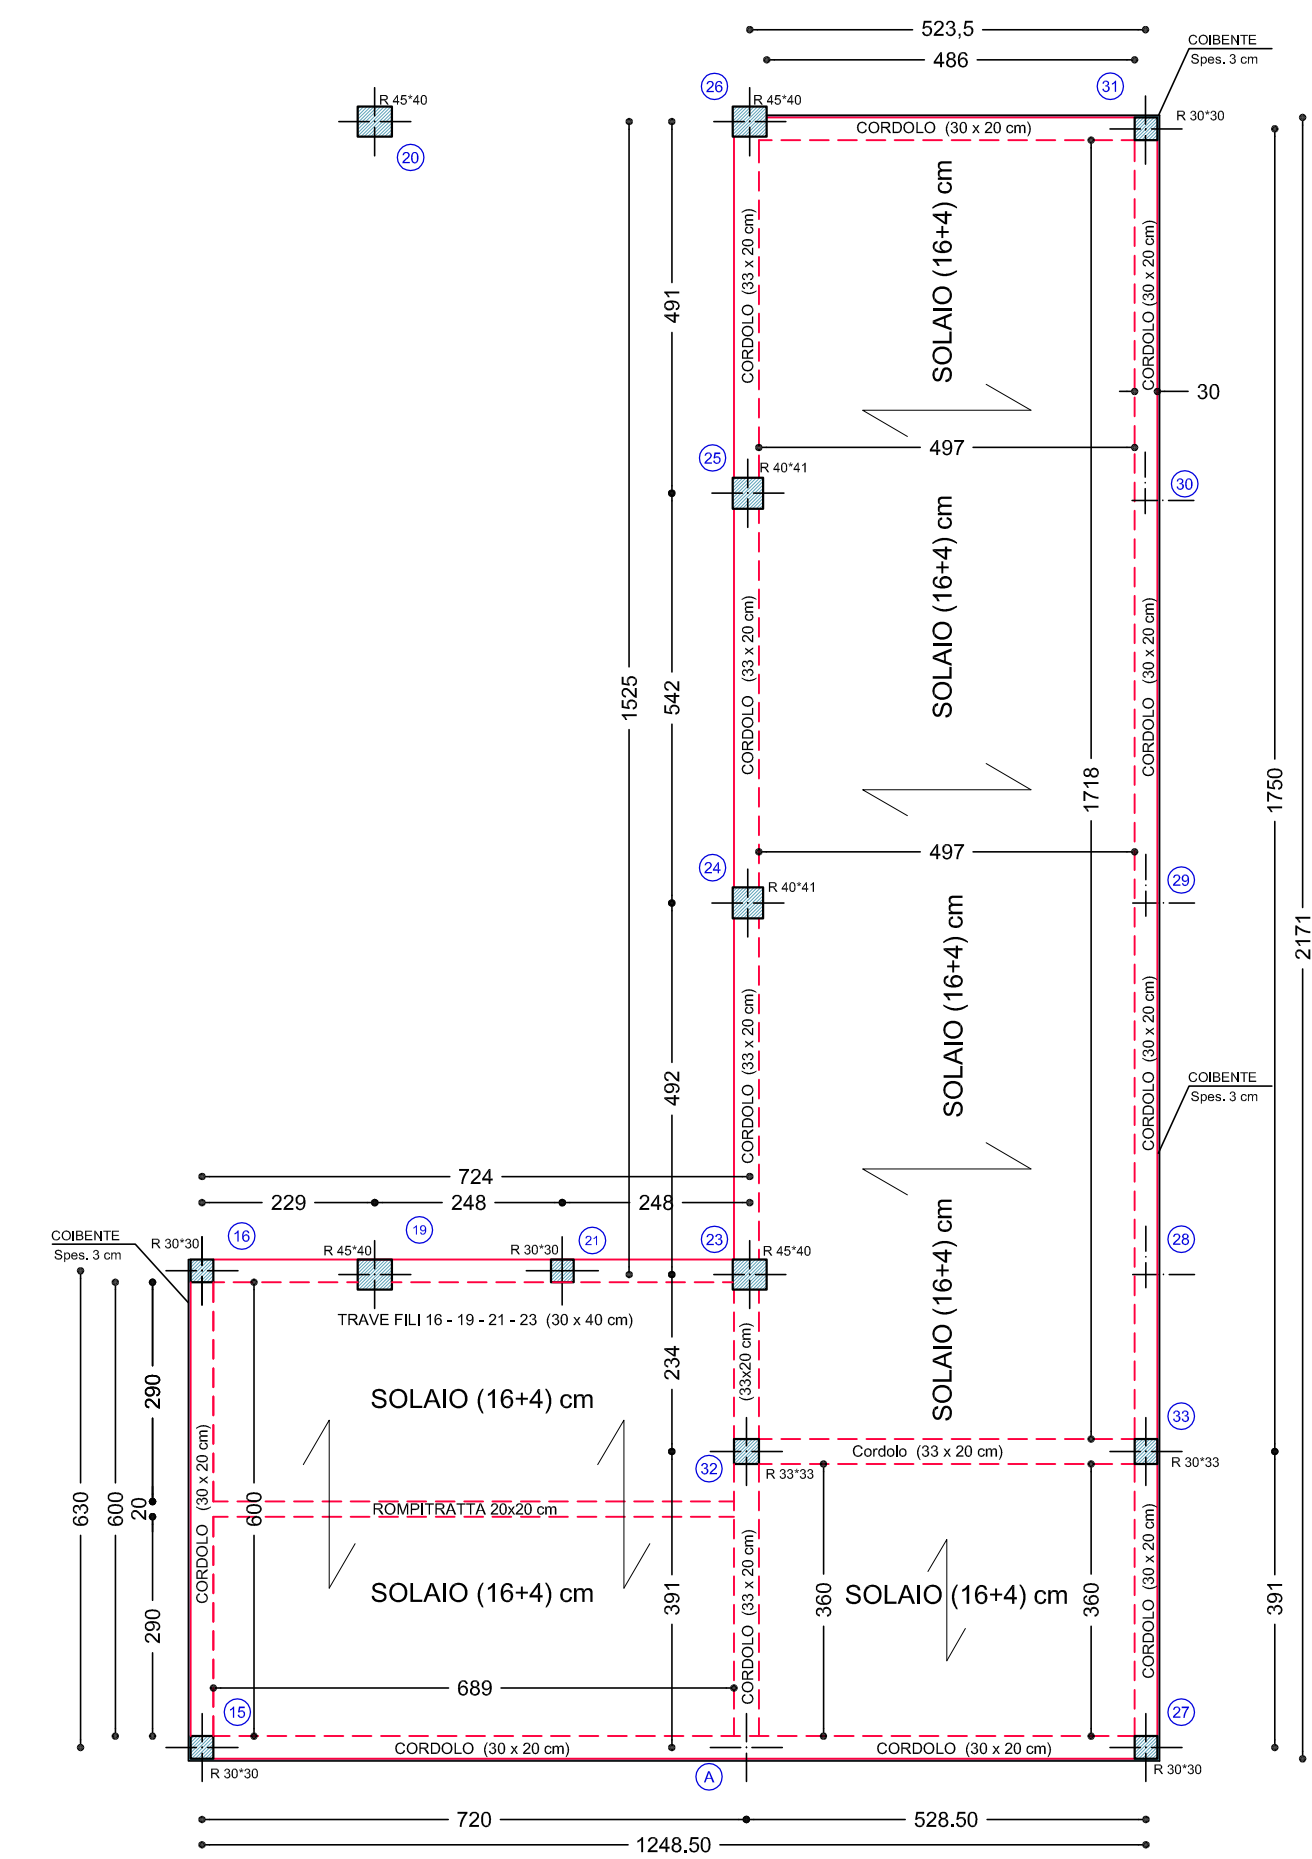 523,5
486
COIBENTE
Spes. 3 cm
26
R 45*40
R 45*40
31
R 30*30
20
CORDOLO (30 x 20 cm)
SOLAIO (16+4) cm
CORDOLO (33 x 20 cm)
CORDOLO (30 x 20 cm)
491
30
497
25
R 40*41
30
SOLAIO (16+4) cm
CORDOLO (33 x 20 cm)
CORDOLO (30 x 20 cm)
1525
542
1718
1750
497
24
R 40*41
29
2171
SOLAIO (16+4) cm
CORDOLO (33 x 20 cm)
CORDOLO (30 x 20 cm)
492
COIBENTE
Spes. 3 cm
724
229
248
248
COIBENTE
Spes. 3 cm
R 30*30
16
R 45*40
19
R 30*30
21
23
R 45*40
28
SOLAIO (16+4) cm
TRAVE FILI 16 - 19 - 21 - 23 (30 x 40 cm)
234
(33x20 cm)
290
SOLAIO (16+4) cm
33
Cordolo (33 x 20 cm)
R 30*33
32
R 33*33
630
600
20
CORDOLO (30 x 20 cm)
600
ROMPITRATTA 20x20 cm
290
SOLAIO (16+4) cm
391
CORDOLO (33 x 20 cm)
360
SOLAIO (16+4) cm
360
CORDOLO (30 x 20 cm)
391
689
15
27
CORDOLO (30 x 20 cm)
CORDOLO (30 x 20 cm)
R 30*30
A
R 30*30
720
528.50
1248.50